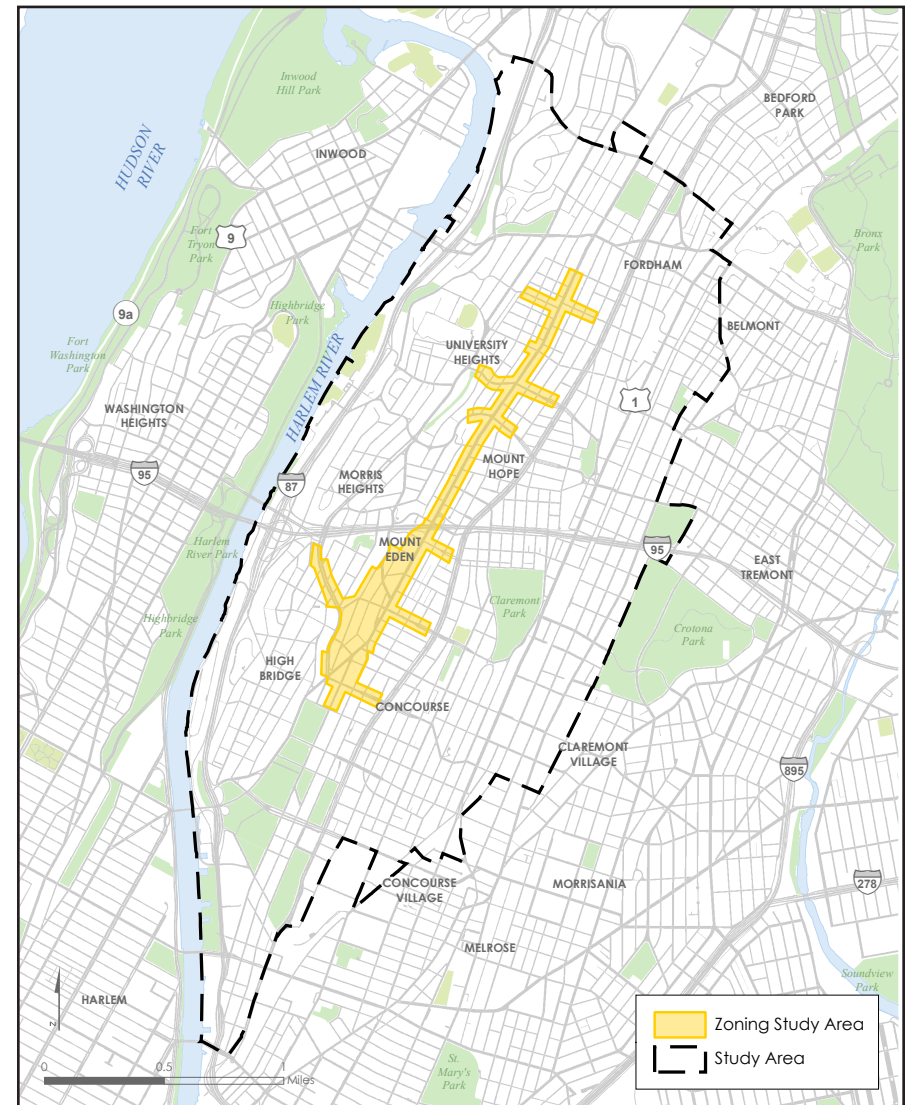 Inwood
Hill Park
BEDFORD
PARK
HUDSON
RIVER
INWOOD
Fort
Tryon
Park
9
Bronx
Park
FORDHAM
Highbridge
Park
9a
BELMONT
Fort
Washington
Park
UNIVERSITY
HEIGHTS
HARLEM RIVER
1
WASHINGTON
HEIGHTS
MOUNT
HOPE
95
MORRIS
HEIGHTS
87
Harlem
River Park
MOUNT
EDEN
95
EAST
TREMONT
Claremont
Park
Highbridge
Park
Crotona
Park
HIGH
BRIDGE
CONCOURSE
CLAREMONT
VILLAGE
895
CONCOURSE
VILLAGE
MORRISANIA
278
MELROSE
Soundview
Park
HARLEM
N
St.
Mary's
Park
0 0.5 1
Miles
Zoning Study Area
Study Area